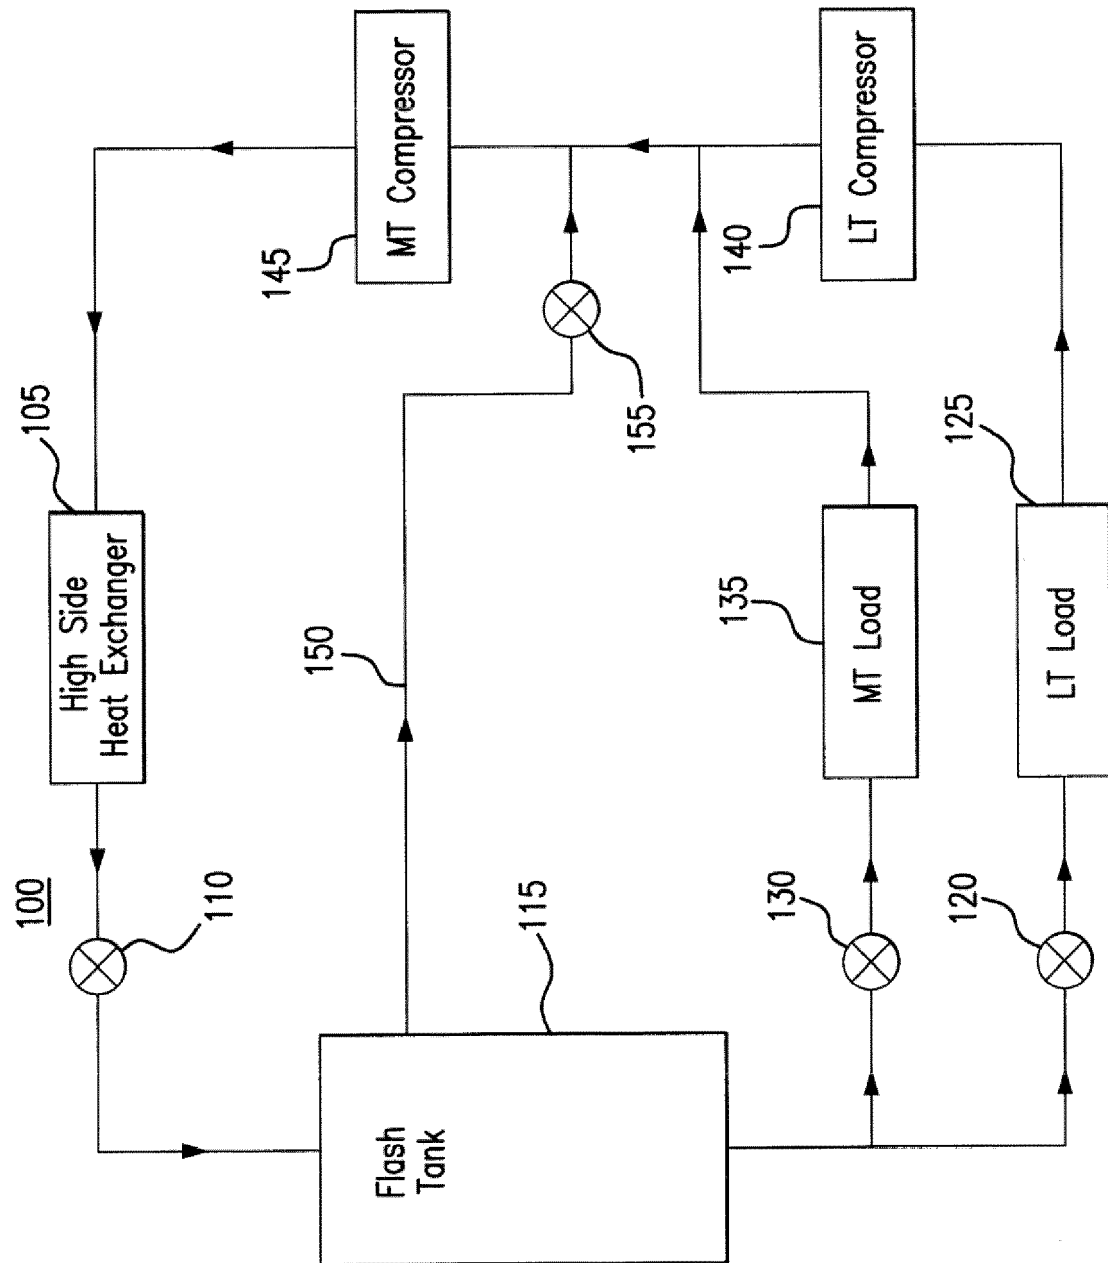 100
105
High Side
Heat Exchanger
110
145
MT Compressor
150
155
115
Flash
Tank
140
LT Compressor
135
MT Load
130
125
LT Load
120